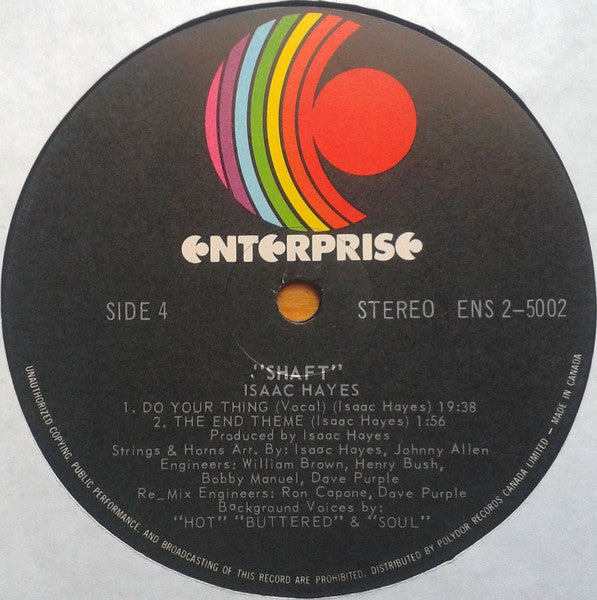 ENTERPRISE
SIDE 4
STEREO ENS 2-5002
"SHAFT"
ISAAC HAYES
1. DO YOUR THING (Vocal) (Isaac Hayes) 19:38
2. THE END THEME (Isaac Hayes) 1:56
Produced by Isaac Hayes
Strings & Horns Arr. By: Isaac Hayes, Johnny Allen
Engineers: William Brown, Henry Bush,
Bobby Manuel, Dave Purple
Re_Mix Engineers: Ron Capone, Dave Purple
Background Voices by:
"HOT" "BUTTERED" & "SOUL"
UNAUTHORIZED COPYING PUBLIC PERFORMANCE AND BROADCASTING OF THIS RECORD ARE PROHIBITED. DISTRIBUTED BY POLYDOR RECORDS CANADA LIMITED — MADE IN CANADA